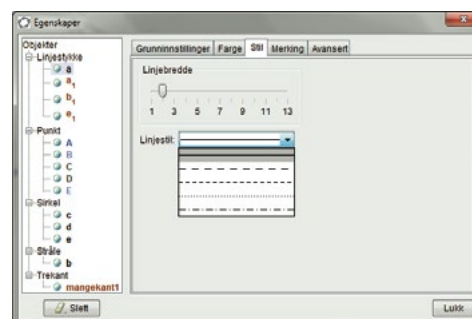 Egenskaper
Objekter
Linjestykke
a
a1
b1
e1
Punkt
A
B
C
D
E
Sirkel
c
d
e
Stråle
b
Trekant
mangekant1
Grunninnstillinger Farge Stil Merking Avansert
Linjebredde
1 3 5 7 9 11 13
Linjestil:
Slett
Lukk